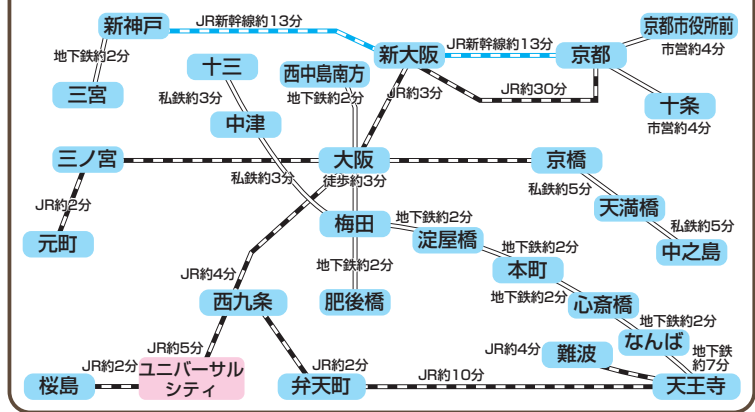 新神戸
JR新幹線約13分
新大阪
JR新幹線約13分
京都
京都市役所前
市営約4分
地下鉄約2分
三宮
十三
西中島南方
地下鉄約2分
JR約3分
JR約30分
十条
市営約4分
私鉄約3分
中津
三ノ宮
大阪
京橋
徒歩約3分
私鉄約3分
私鉄約5分
天満橋
JR約2分
元町
梅田
地下鉄約2分
淀屋橋
私鉄約5分
中之島
地下鉄約2分
本町
JR約4分
地下鉄約2分
西九条
肥後橋
地下鉄約2分
心斎橋
地下鉄約2分
なんば
JR約5分
JR約4分
難波
地下鉄
約7分
JR約2分
桜島
ユニバーサル
シティ
JR約2分
弁天町
JR約10分
天王寺